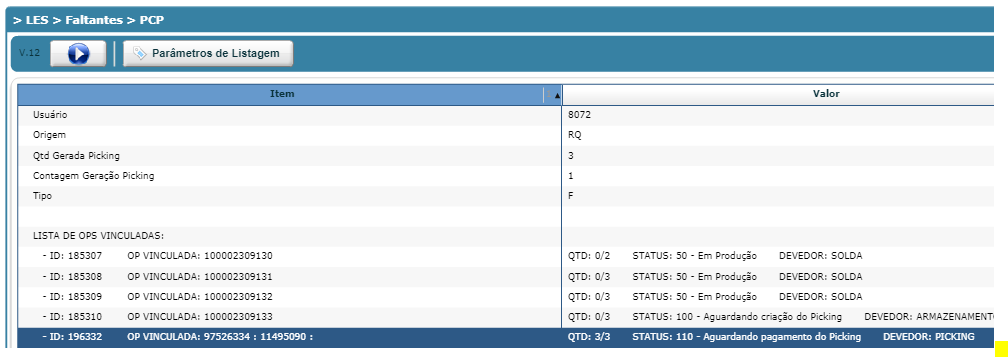 > LES > Faltantes > PCP
V.12 Parâmetros de Listagem
Item Valor
Usuário 8072
Origem RQ
Qtd Gerada Picking 3
Contagem Geração Picking 1
Tipo F
LISTA DE OPS VINCULADAS:
- ID: 185307 OP VINCULADA: 100002309130 QTD: 0/2 STATUS: 50 - Em Produção DEVEDOR: SOLDA
- ID: 185308 OP VINCULADA: 100002309131 QTD: 0/3 STATUS: 50 - Em Produção DEVEDOR: SOLDA
- ID: 185309 OP VINCULADA: 100002309132 QTD: 0/3 STATUS: 50 - Em Produção DEVEDOR: SOLDA
- ID: 185310 OP VINCULADA: 100002309133 QTD: 0/3 STATUS: 100 - Aguardando criação do Picking DEVEDOR: ARMAZENAMENTO
- ID: 196332 OP VINCULADA: 97526334 : 11495090 : QTD: 3/3 STATUS: 110 - Aguardando pagamento do Picking DEVEDOR: PICKING